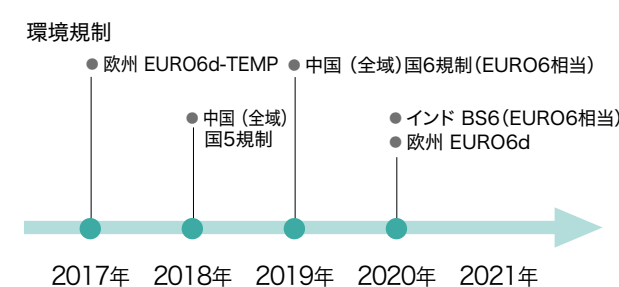 環境規制
● 欧州 EURO6d-TEMP
● 中国（全域）国6規制（EURO6相当）
● 中国（全域）
国5規制
● インド BS6（EURO6相当）
● 欧州 EURO6d
2017年 2018年 2019年 2020年 2021年